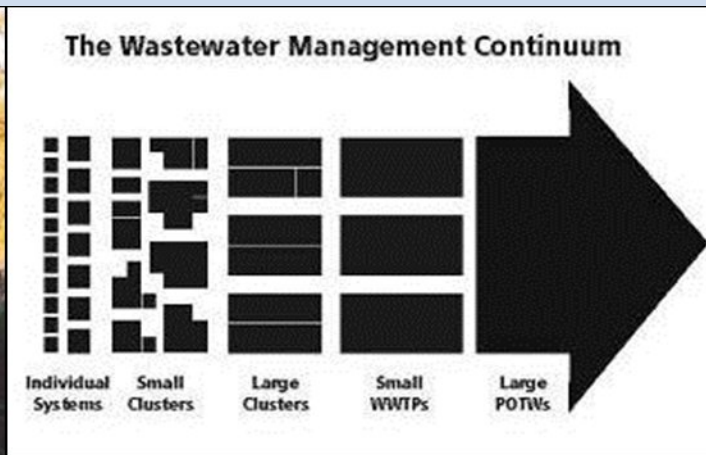 The Wastewater Management Continuum
Individual Systems
Small Clusters
Large Clusters
Small WWTPs
Large POTWs